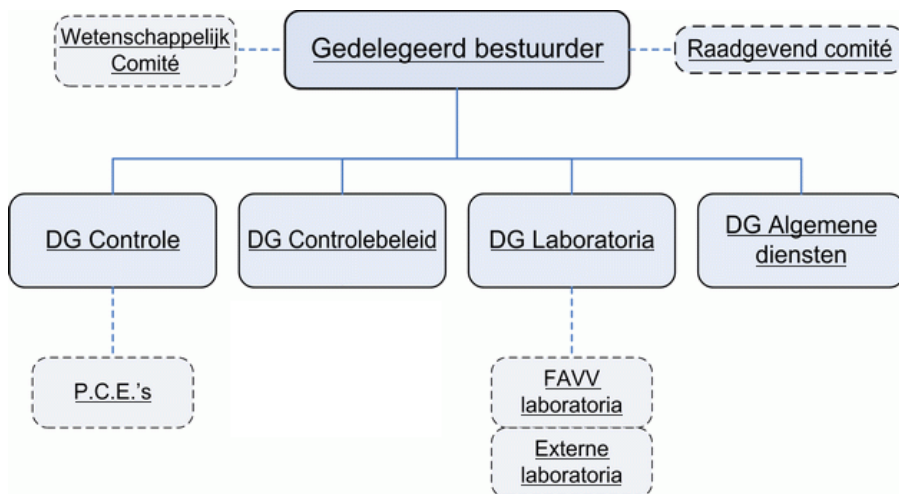 Wetenschappelijk
Comité
Gedelegeerd bestuurder
Raadgevend comité
DG Controle
DG Controlebeleid
DG Laboratoria
DG Algemene
diensten
P.C.E.'s
FAVV
laboratoria
Externe
laboratoria